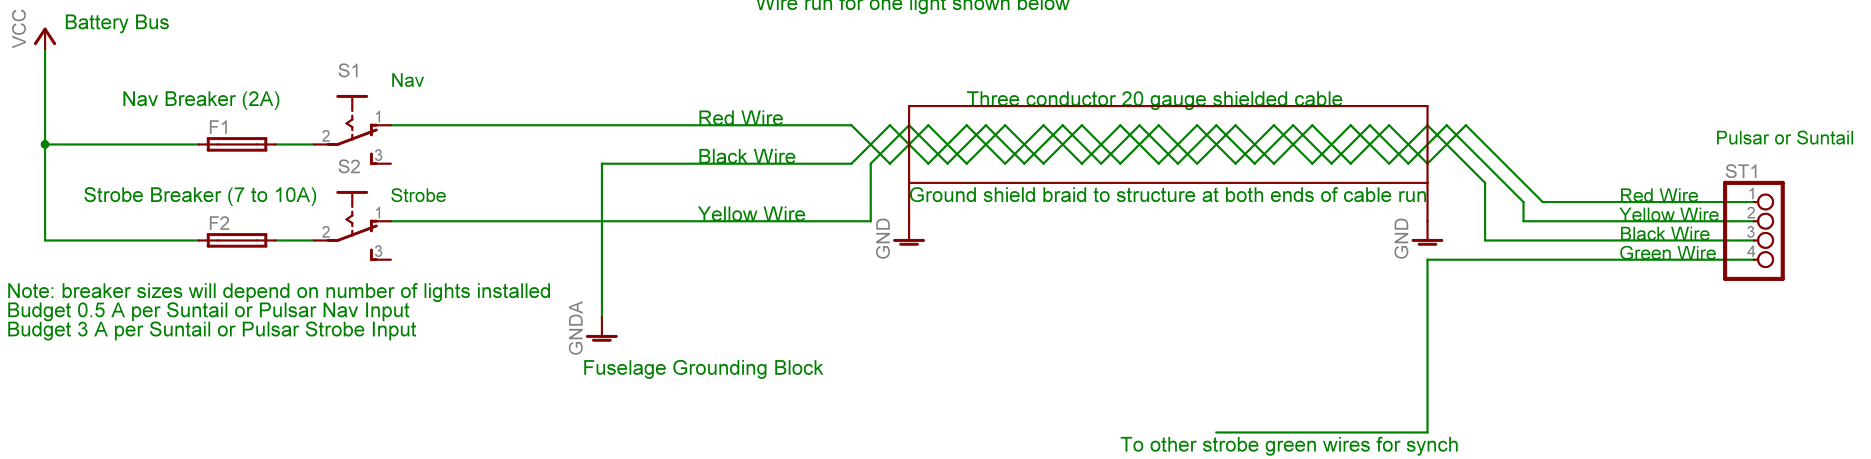 Wire run for one light shown below
VCC
Battery Bus
S1
Nav
Nav Breaker (2A)
F1
2
1
3
Red Wire
Three conductor 20 gauge shielded cable
Black Wire
Pulsar or Suntail
S2
Strobe Breaker (7 to 10A)
Strobe
F2
2
1
3
Yellow Wire
Ground shield braid to structure at both ends of cable run
GND
GND
ST1
Red Wire 1
Yellow Wire 2
Black Wire 3
Green Wire 4
Note: breaker sizes will depend on number of lights installed
Budget 0.5 A per Suntail or Pulsar Nav Input
Budget 3 A per Suntail or Pulsar Strobe Input
GNDA
Fuselage Grounding Block
To other strobe green wires for synch